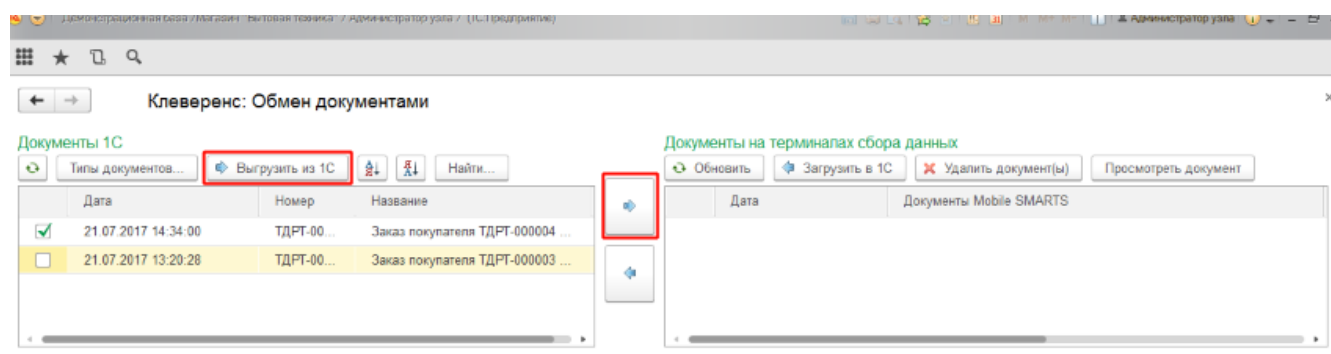 Демонстрационная база /Магазин "Бытовая техника" / Администратор узла / (1С:Предприятие)
M M+ M-
Администратор узла
Клеверенс: Обмен документами
Документы 1С
Типы документов...
Выгрузить из 1С
Найти...
Дата Номер Название
21.07.2017 14:34:00 ТДРТ-00... Заказ покупателя ТДРТ-000004 ...
21.07.2017 13:20:28 ТДРТ-00... Заказ покупателя ТДРТ-000003 ...
Документы на терминалах сбора данных
Обновить
Загрузить в 1С
Удалить документ(ы)
Просмотреть документ
Дата Документы Mobile SMARTS